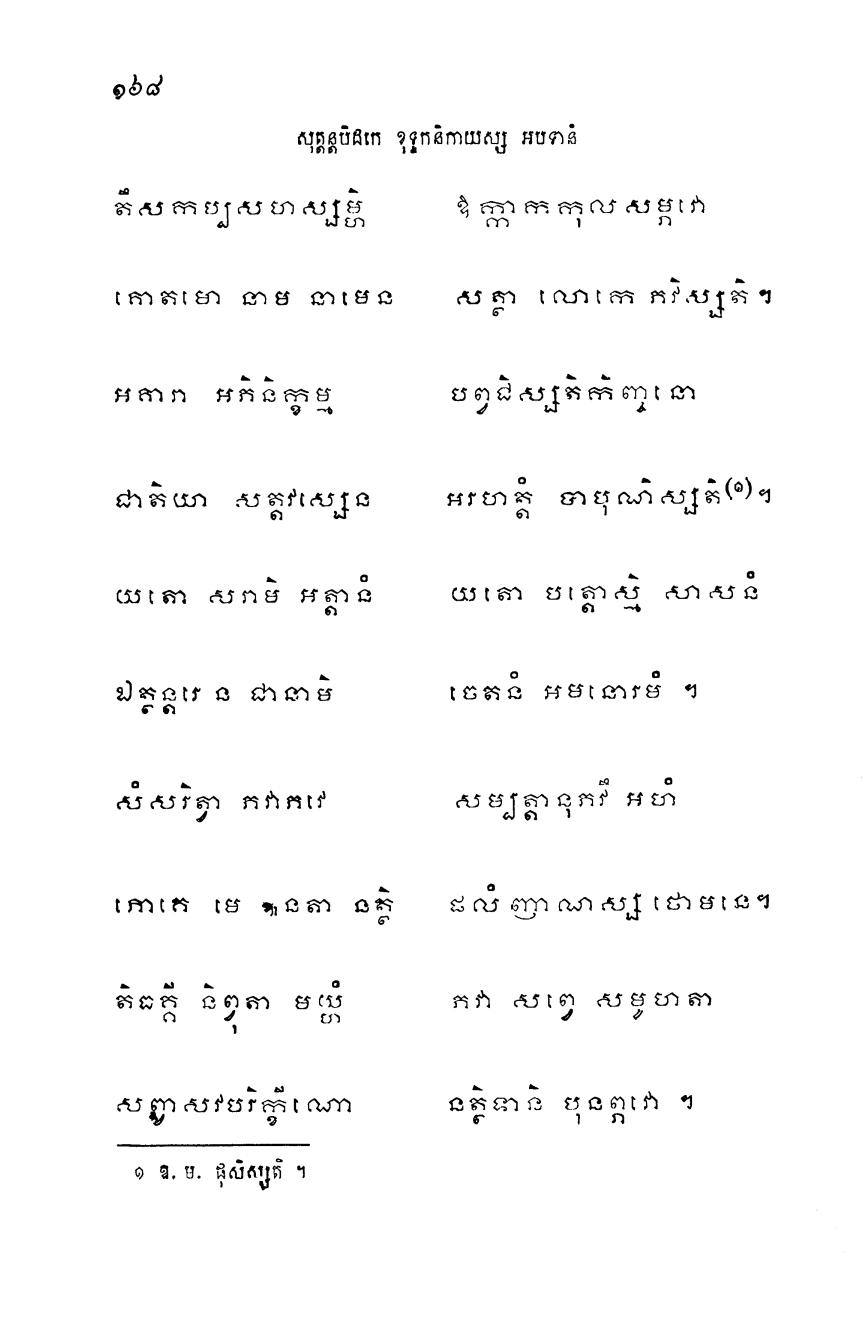 ១៦៨
សុត្តន្តបិដកេ ខុទ្ទកនិកាយស្ស អបទានំ
តឹសកប្បសហស្សម្ហិ ឱក្កាកកុលសម្ភវោ
គោតមោ នាម នាមេន សត្ថា លោកេ ភវិស្សតិ។
អគារា អភិនិក្ខម្ម បព្វជិស្សតិកិញ្ចនោ
ជាតិយា សត្តវស្សេន អរហត្តំ បាបុណិស្សតិ(១)។
យតោ សរាមិ អត្តានំ យតោ បត្តោស្មិ សាសនំ
ឯត្ថន្តរេ ន ជានាមិ ចេតនំ អមនោរមំ ។
សំសរិត្វា ភវាភវេ សម្បត្តានុភវឹ អហំ
ភោគេ មេ ឩនតា នត្ថិ ផលំ ញាណស្ស ថោមនេ។
តិធគ្គី និព្វុតា មយ្ហំ ភវា សព្វេ សមូហតា
សព្វាសវបរិក្ខីណោ នត្ថិទានិ បុនព្ភវោ ។
១ ឧ. ម. ផុសិស្សតិ ។